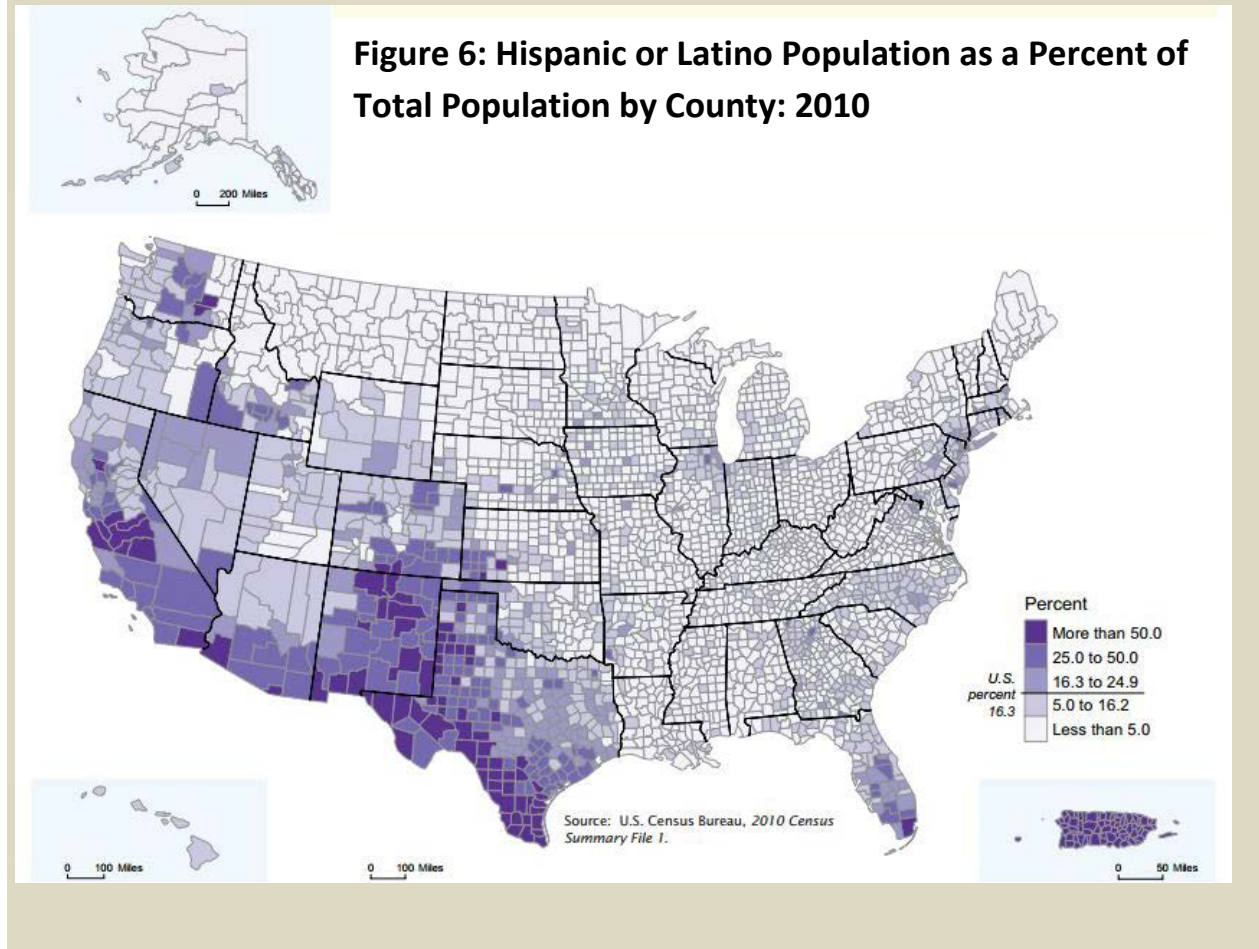 Figure 6: Hispanic or Latino Population as a Percent of
Total Population by County: 2010
0 200 Miles
Percent
More than 50.0
25.0 to 50.0
16.3 to 24.9
5.0 to 16.2
Less than 5.0
U.S.
percent
16.3
Source: U.S. Census Bureau, 2010 Census
Summary File 1.
0 100 Miles
0 100 Miles
0 50 Miles